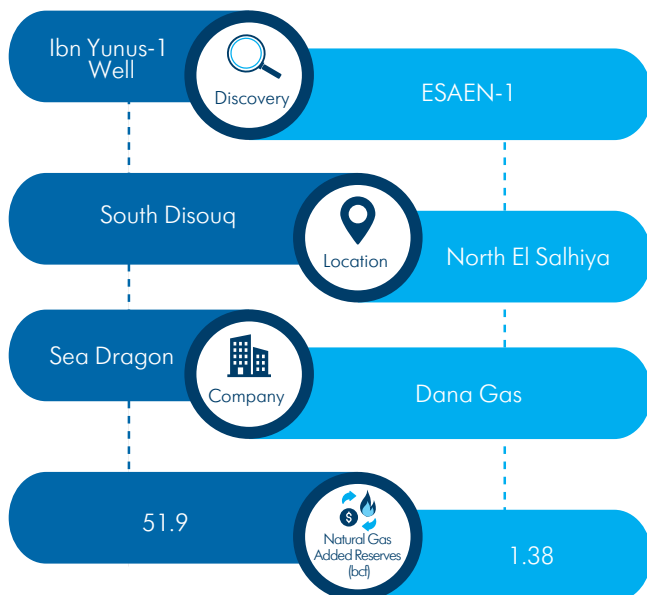 Ibn Yunus-1
Well
Discovery
ESAEN-1
South Disouq
Location
North El Salhiya
Sea Dragon
Company
Dana Gas
51.9
$
Natural Gas
Added Reserves
(bcf)
1.38